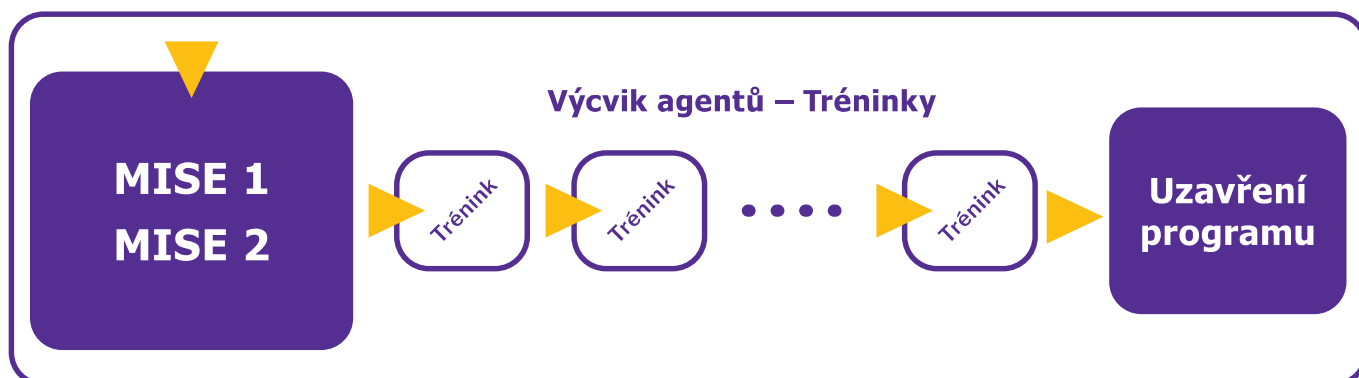 Výcvik agentů – Tréninky
MISE 1
MISE 2
Trénink
Trénink
Trénink
Uzavření
programu